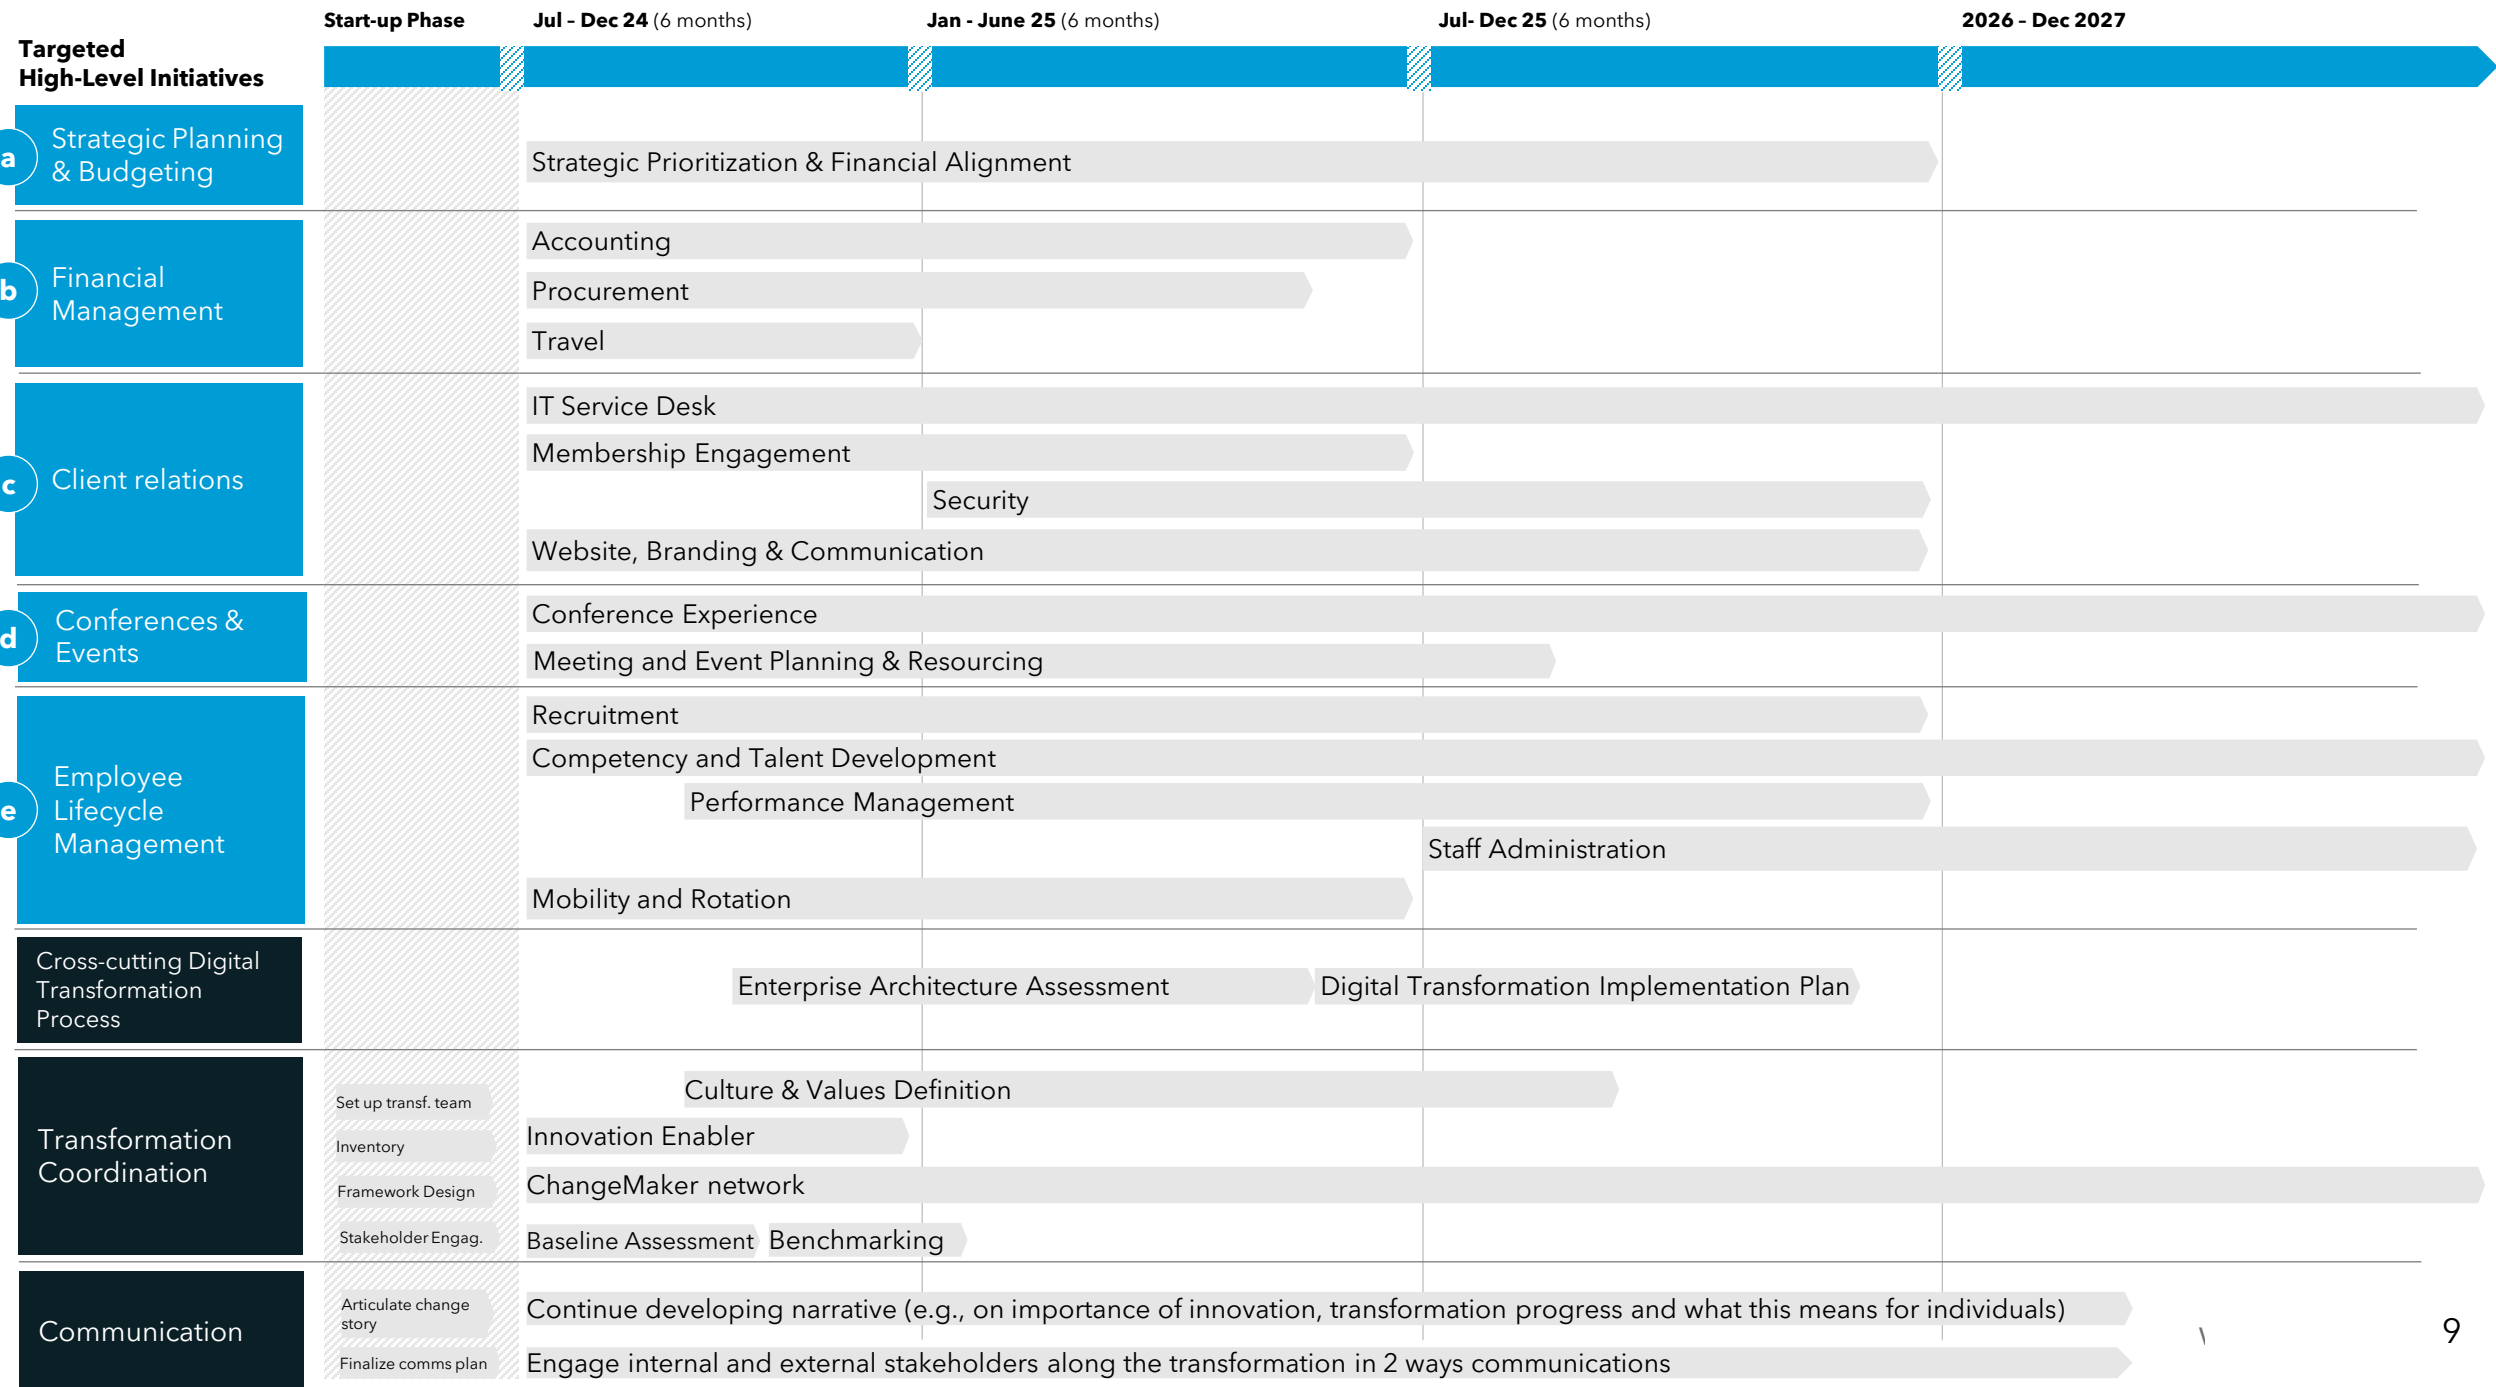 Start-up Phase
Jul – Dec 24 (6 months)
Jan - June 25 (6 months)
Jul- Dec 25 (6 months)
2026 – Dec 2027
Targeted
High-Level Initiatives
a
Strategic Planning
& Budgeting
Strategic Prioritization & Financial Alignment
b
Financial
Management
Accounting
Procurement
Travel
c
Client relations
IT Service Desk
Membership Engagement
Security
Website, Branding & Communication
d
Conferences &
Events
Conference Experience
Meeting and Event Planning & Resourcing
e
Employee
Lifecycle
Management
Recruitment
Competency and Talent Development
Performance Management
Staff Administration
Mobility and Rotation
Cross-cutting Digital
Transformation
Process
Enterprise Architecture Assessment
Digital Transformation Implementation Plan
Transformation
Coordination
Set up transf. team
Inventory
Framework Design
Stakeholder Engag.
Culture & Values Definition
Innovation Enabler
ChangeMaker network
Baseline Assessment
Benchmarking
Communication
Articulate change
story
Finalize comms plan
Continue developing narrative (e.g., on importance of innovation, transformation progress and what this means for individuals)
Engage internal and external stakeholders along the transformation in 2 ways communications
9